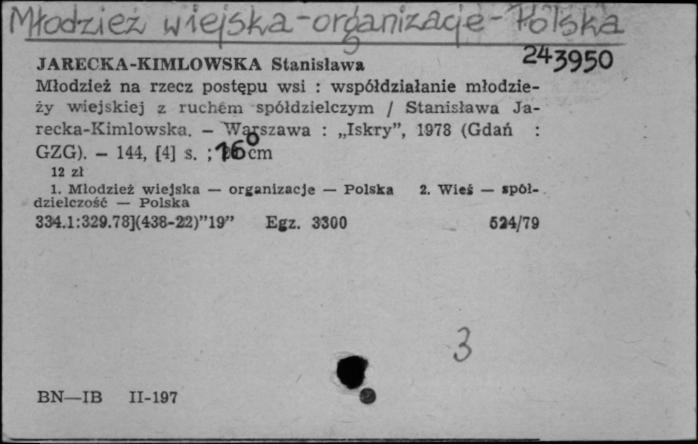 Młodzież wiejska - organizacje - Polska
243950
JARECKA-KIMLOWSKA Stanisława
Młodzież na rzecz postępu wsi : współdziałanie młodzie-
ży wiejskiej z ruchem spółdzielczym / Stanisława Ja-
recka-Kimlowska. — Warszawa : „Iskry”, 1978 (Gdań :
GZG). — 144, [4] s. ; 16° cm
12 zł
1. Młodzież wiejska — organizacje — Polska 2. Wieś — spół-
dzielczość — Polska
334.1:329.78](438-22)”19” Egz. 3300 524/79
3
BN—IB II-197